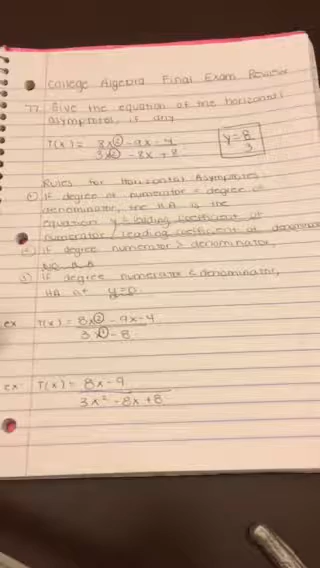 College Algebra Final Exam Review
77. Give the equation of the horizontal
asymptotes, if any
T(x) = 8x² - 9x - 4 / 3x² - 8x + 8
y = 8/3
Rules for Horizontal Asymptotes
① If degree of numerator = degree of
denominator, the HA is the
equation y = leading coefficient of
numerator / leading coefficient of denominator
② If degree numerator > denominator,
no H.A
③ If degree numerator < denominator,
HA at y=0.
ex T(x) = 8x² - 9x - 4 / 3x¹ - 8
ex T(x) = 8x - 9 / 3x² - 8x + 8